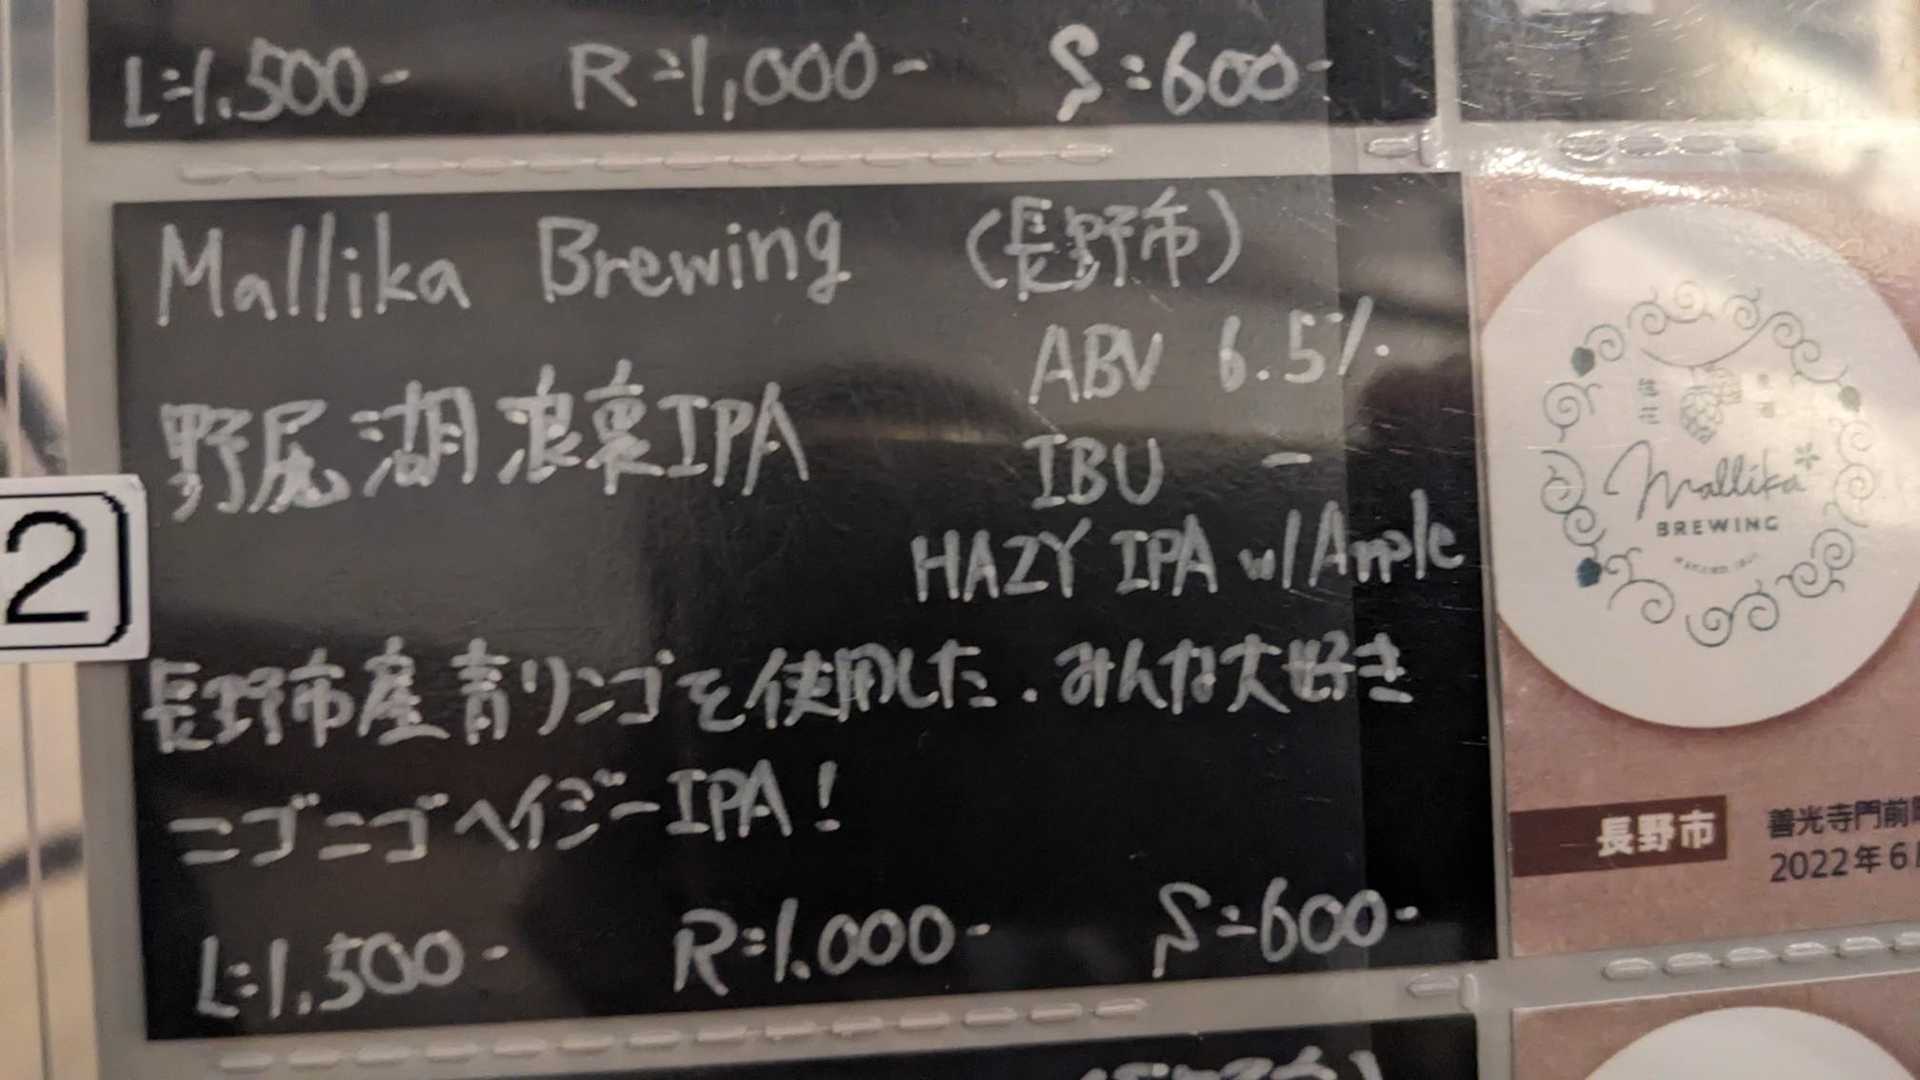 L=1.500-　R=1,000-　S=600-
2
Mallika Brewing (長野市)
ABV 6.5%
野尻湖浪裏IPA
IBU -
HAZY IPA w/Apple
長野市産青リンゴを使用した、みんな大好き
ニゴニゴヘイジーIPA!
L=1.500-　R=1.000-　S=600-
Mallika
BREWING
長野市
善光寺門前
2022年6